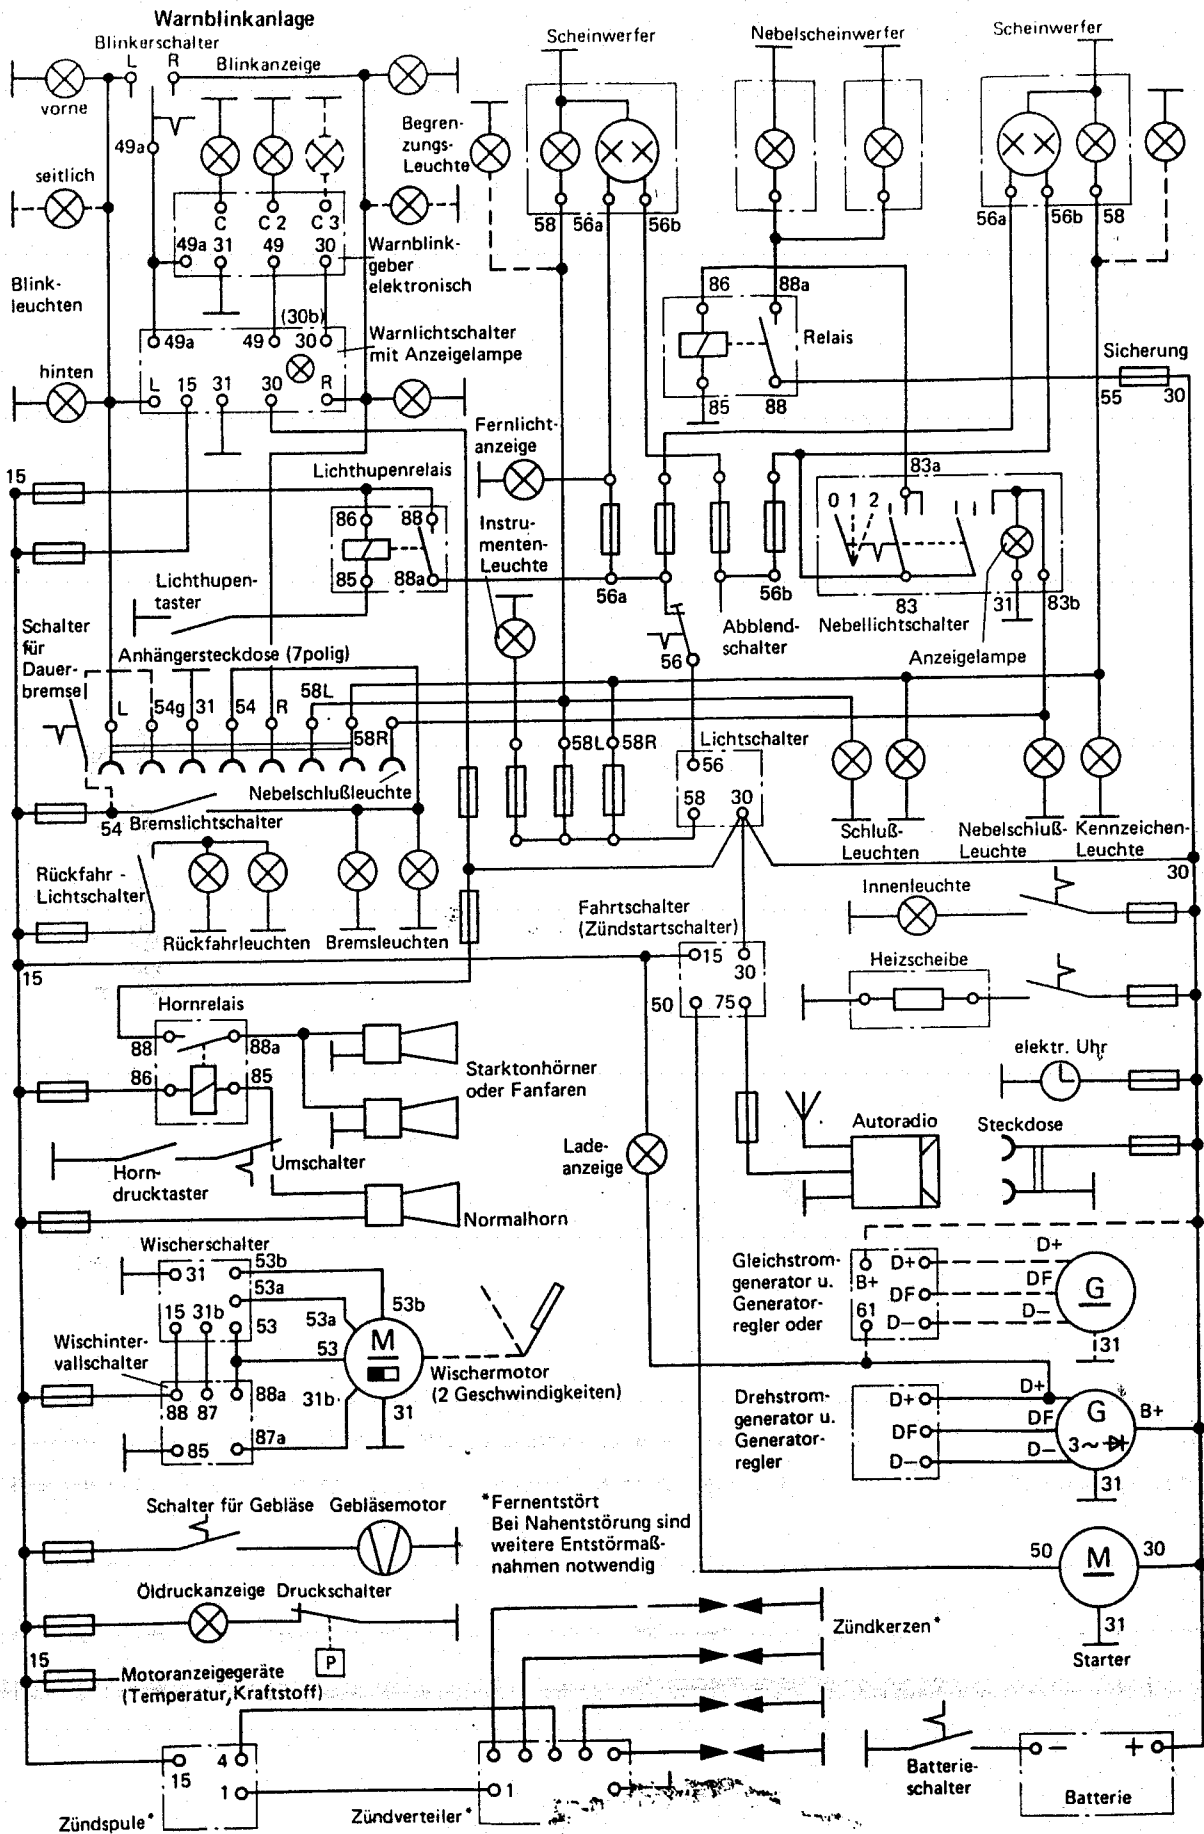 Warnblinkanlage
Blinkerschalter
L
R
Blinkanzeige
vorne
49a
seitlich
C
C 2
C 3
49a 31 49 30
Warnblink-
geber
elektronisch
Blink-
leuchten
(30b)
49a
49
30
Warnlichtschalter
mit Anzeigelampe
hinten
L
15
31
30
R
Begren-
zungs-
Leuchte
Scheinwerfer
58
56a
56b
Nebelscheinwerfer
Scheinwerfer
56a
56b
58
86
88a
Relais
85
88
Sicherung
55
30
Fernlicht-
anzeige
15
Lichthupenrelais
86
88
85
88a
Instru-
menten-
Leuchte
Lichthupen-
taster
56a
56b
56
Abblend-
schalter
83a
0 1 2
83
31
83b
Nebellichtschalter
Anzeigelampe
Schalter
für
Dauer-
bremse
Anhängersteckdose (7polig)
L
54g
31
54
R
58L
58R
Nebelschlußleuchte
58L
58R
Lichtschalter
56
58
30
54
Bremslichtschalter
Schluß-
Leuchten
Nebelschluß-
Leuchte
Kennzeichen-
Leuchte
Rückfahr -
Lichtschalter
Rückfahrleuchten
Bremsleuchten
Fahrtschalter
(Zündstartschalter)
15
30
50
75
Innenleuchte
30
Heizscheibe
15
Hornrelais
88
88a
86
85
Starktonhörner
oder Fanfaren
elektr. Uhr
Autoradio
Steckdose
Horn-
drucktaster
Umschalter
Normalhorn
Lade-
anzeige
Wischerschalter
31
53b
53a
15 31b
53
53b
53a
53
31b
M
31
Wischermotor
(2 Geschwindigkeiten)
Wischinter-
vallschalter
88 87
88a
85
87a
Gleichstrom-
generator u.
Generator-
regler oder
B+
61
D+
DF
D−
D+
DF
D−
G
31
Drehstrom-
generator u.
Generator-
regler
D+
DF
D−
D+
DF
D−
G
3~
B+
31
Schalter für Gebläse
Gebläsemotor
*Fernentstört
Bei Nahentstörung sind
weitere Entstörmaß-
nahmen notwendig
50
M
30
31
Starter
Öldruckanzeige
Druckschalter
P
15
Motoranzeigegeräte
(Temperatur,Kraftstoff)
Zündkerzen*
15
4
1
Zündspule*
1
Zündverteiler*
Batterie-
schalter
−
+
Batterie